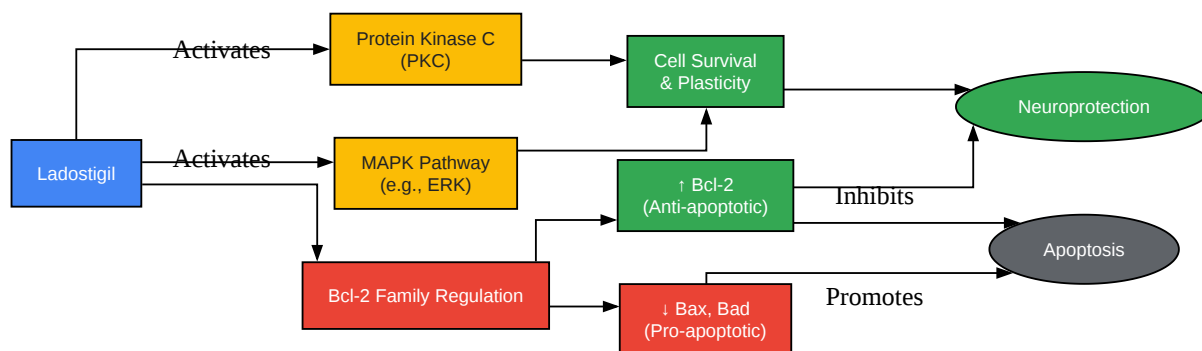 Activates
Protein Kinase C
(PKC)
Cell Survival
& Plasticity
Neuroprotection
Ladostigil
Activates
MAPK Pathway
(e.g., ERK)
↑ Bcl-2
(Anti-apoptotic)
Inhibits
Apoptosis
Bcl-2 Family Regulation
↓ Bax, Bad
(Pro-apoptotic)
Promotes